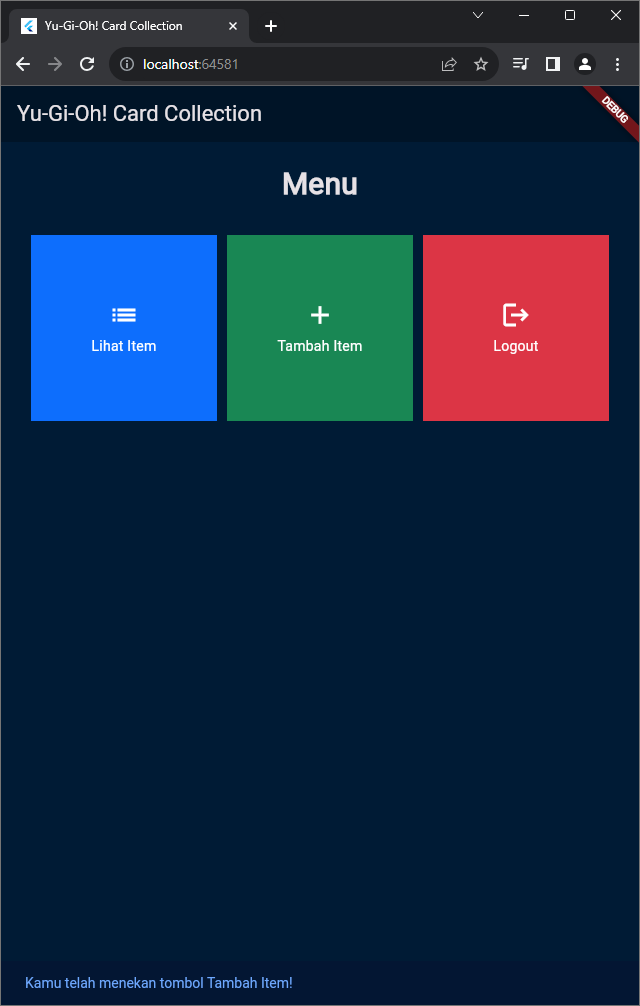 Yu-Gi-Oh! Card Collection
localhost:64581
Yu-Gi-Oh! Card Collection
DEBUG
Menu
Lihat Item
Tambah Item
Logout
Kamu telah menekan tombol Tambah Item!